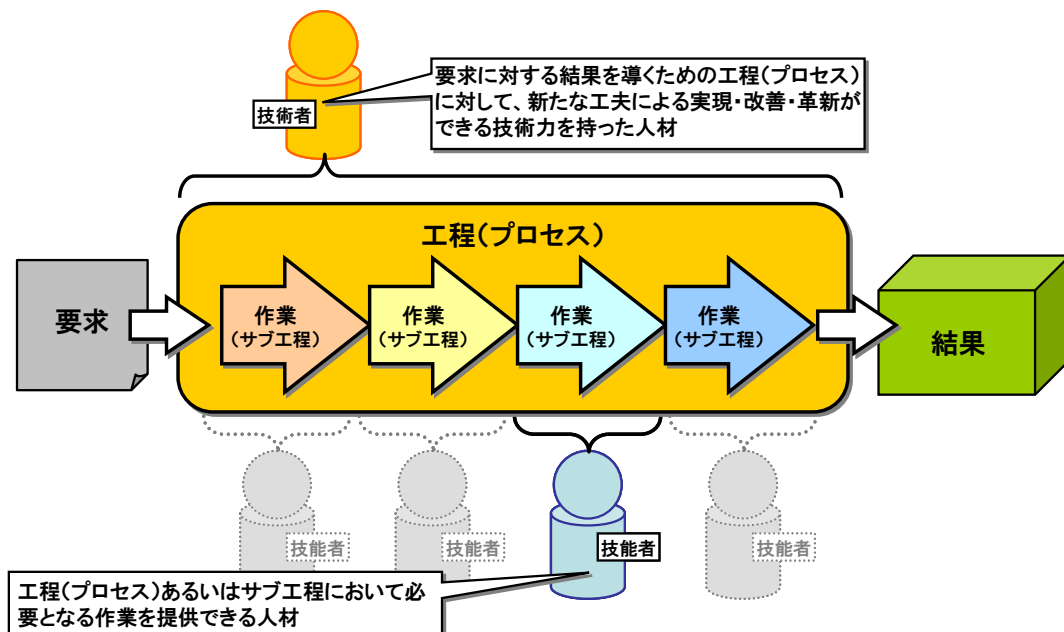 要求に対する結果を導くための工程(プロセス)
に対して、新たな工夫による実現・改善・革新が
できる技術力を持った人材
技術者
工程(プロセス)
要求
作業
(サブ工程)
作業
(サブ工程)
作業
(サブ工程)
作業
(サブ工程)
結果
技能者
技能者
技能者
技能者
工程(プロセス)あるいはサブ工程において必
要となる作業を提供できる人材